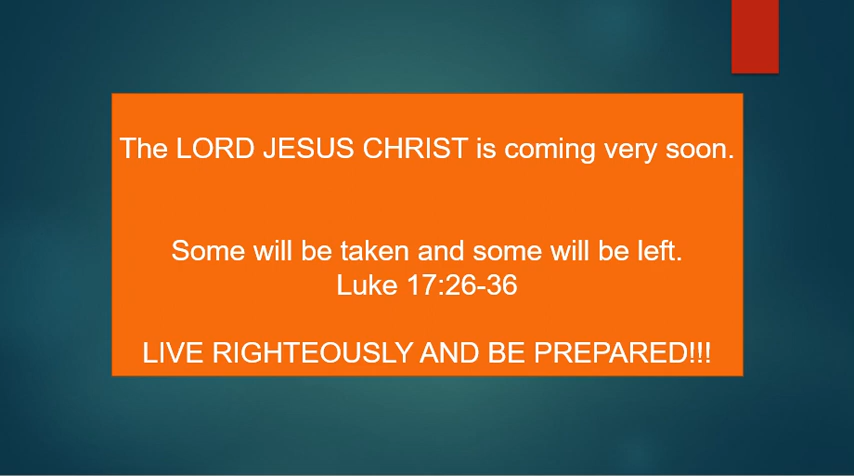 The LORD JESUS CHRIST is coming very soon.
Some will be taken and some will be left.
Luke 17:26-36
LIVE RIGHTEOUSLY AND BE PREPARED!!!